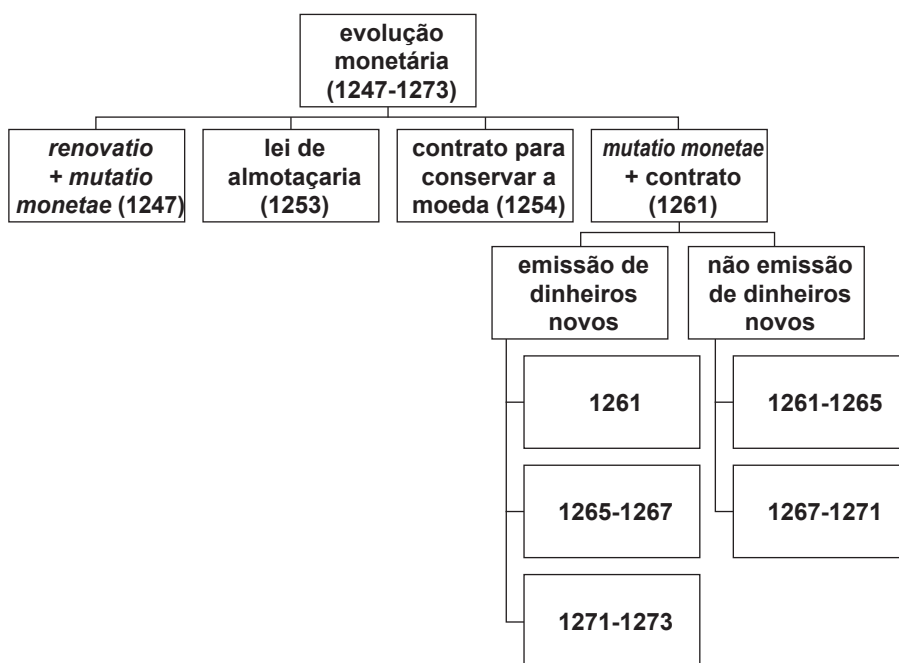 evolução
monetária
(1247-1273)
renovatio
+ mutatio
monetae (1247)
lei de
almotaçaria
(1253)
contrato para
conservar a
moeda (1254)
mutatio monetae
+ contrato
(1261)
emissão de
dinheiros
novos
não emissão
de dinheiros
novos
1261
1265-1267
1271-1273
1261-1265
1267-1271